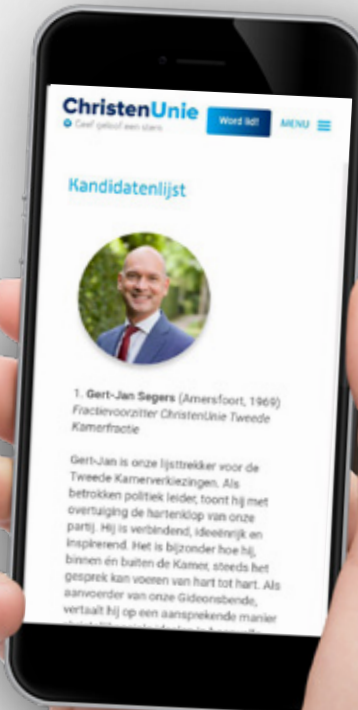 ChristenUnie
Geef geloof een stem
Word lid!
MENU
Kandidatenlijst
1. Gert-Jan Segers (Amersfoort, 1969)
Fractievoorzitter ChristenUnie Tweede
Kamerfractie
Gert-Jan is onze lijsttrekker voor de
Tweede Kamerverkiezingen. Als
betrokken politiek leider, toont hij met
overtuiging de hartenklop van onze
partij. Hij is verbindend, ideeënrijk en
inspirerend. Het is bijzonder hoe hij,
binnen én buiten de Kamer, steeds het
gesprek kan voeren van hart tot hart. Als
aanvoerder van onze Gideonsbende,
vertaalt hij op een aansprekende manier